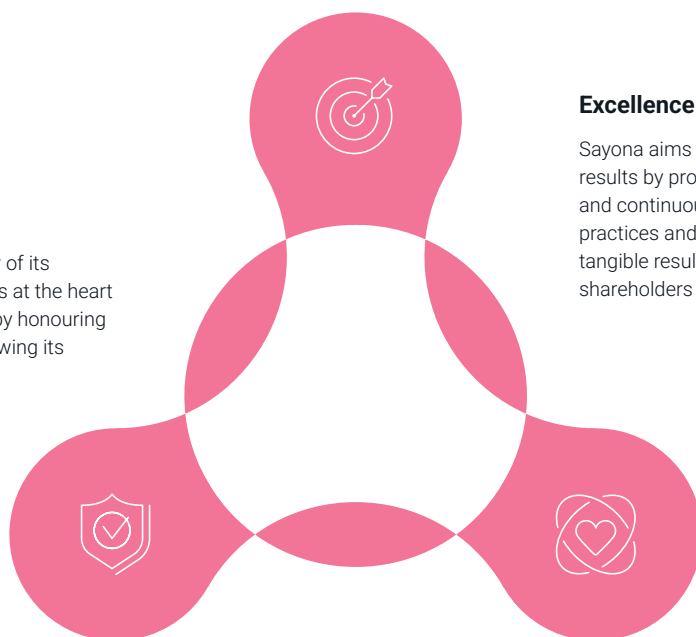 Excellence
Sayona aims
results by pro
and continuou
practices and
tangible resul
shareholders
of its
s at the heart
by honouring
wing its